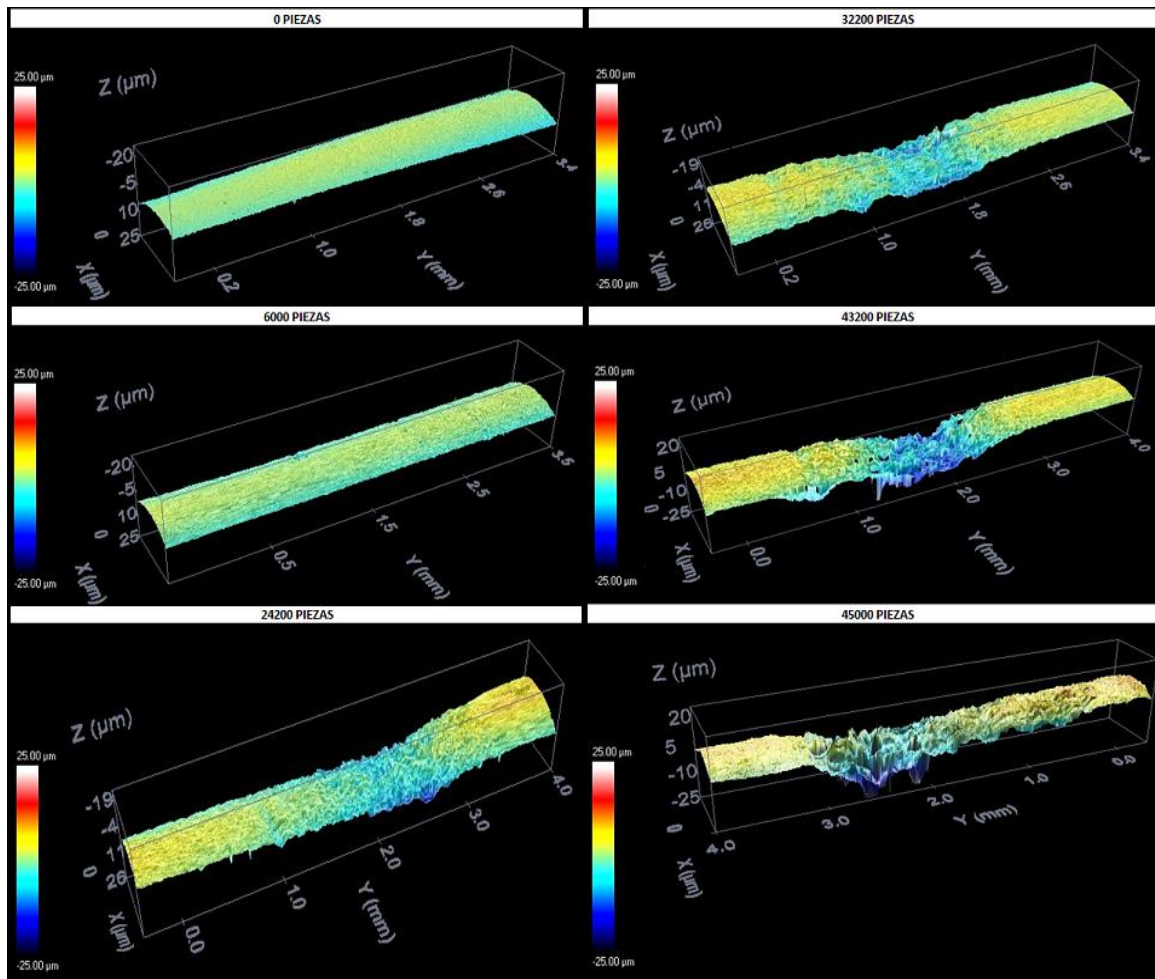 0 PIEZAS
25.00 µm
-25.00 µm
Z (µm)
-20
-5
10
25
0
X (µm)
0.2
1.0
1.8
2.6
3.4
Y (mm)
32200 PIEZAS
25.00 µm
-25.00 µm
Z (µm)
-19
-4
11
26
0
X (µm)
0.2
1.0
1.8
2.6
3.4
Y (mm)
6000 PIEZAS
25.00 µm
-25.00 µm
Z (µm)
-20
-5
10
25
0
X (µm)
0.5
1.5
2.5
3.5
Y (mm)
43200 PIEZAS
25.00 µm
-25.00 µm
Z (µm)
20
5
-10
-25
0
X (µm)
0.0
1.0
2.0
3.0
4.0
Y (mm)
24200 PIEZAS
25.00 µm
-25.00 µm
Z (µm)
-19
-4
11
26
0
X (µm)
0.0
1.0
2.0
3.0
4.0
Y (mm)
45000 PIEZAS
25.00 µm
-25.00 µm
Z (µm)
20
5
-10
-25
0
X (µm)
4.0
3.0
2.0
1.0
0.0
Y (mm)